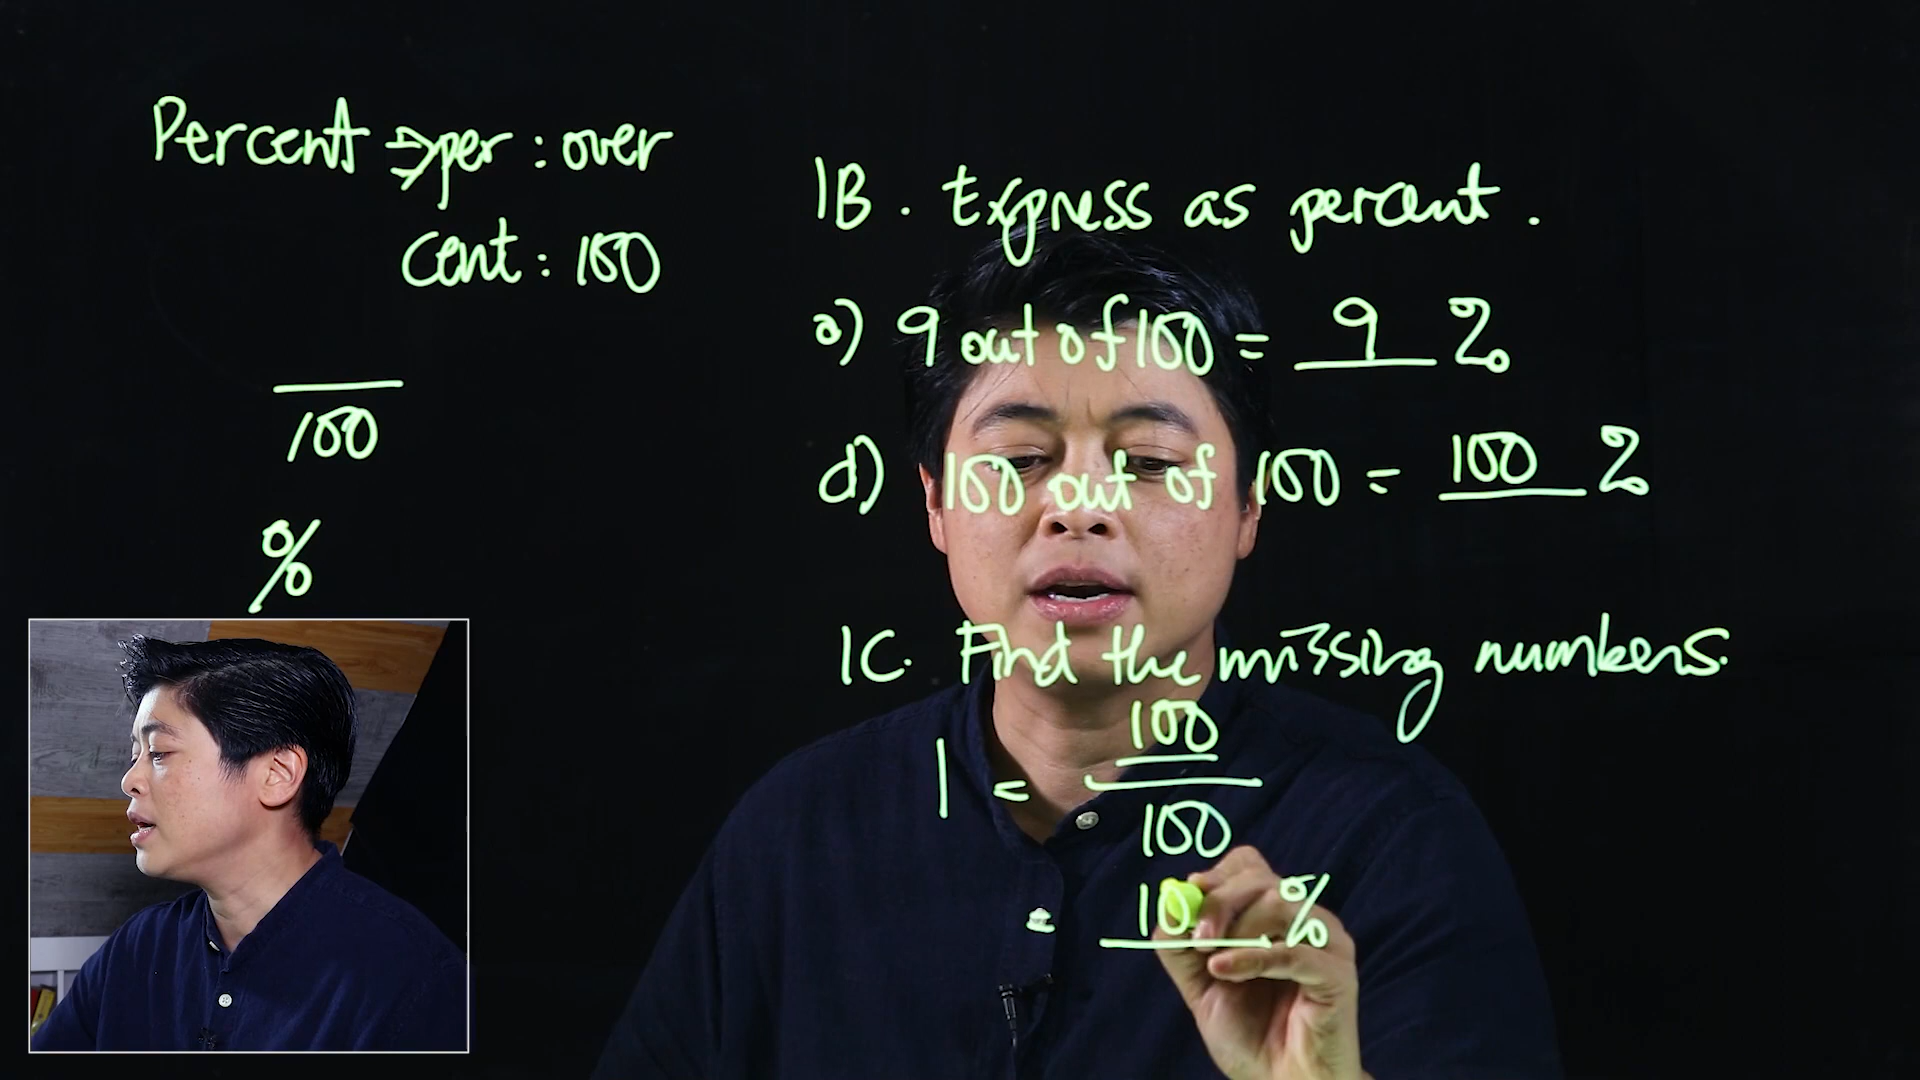 Percent ⇒ per : over
cent : 100
100
%
1B. Express as percent.
a) 9 out of 100 = 9 %
d) 100 out of 100 = 100 %
1C. Find the missing numbers.
1 = 100
100
= 10 %